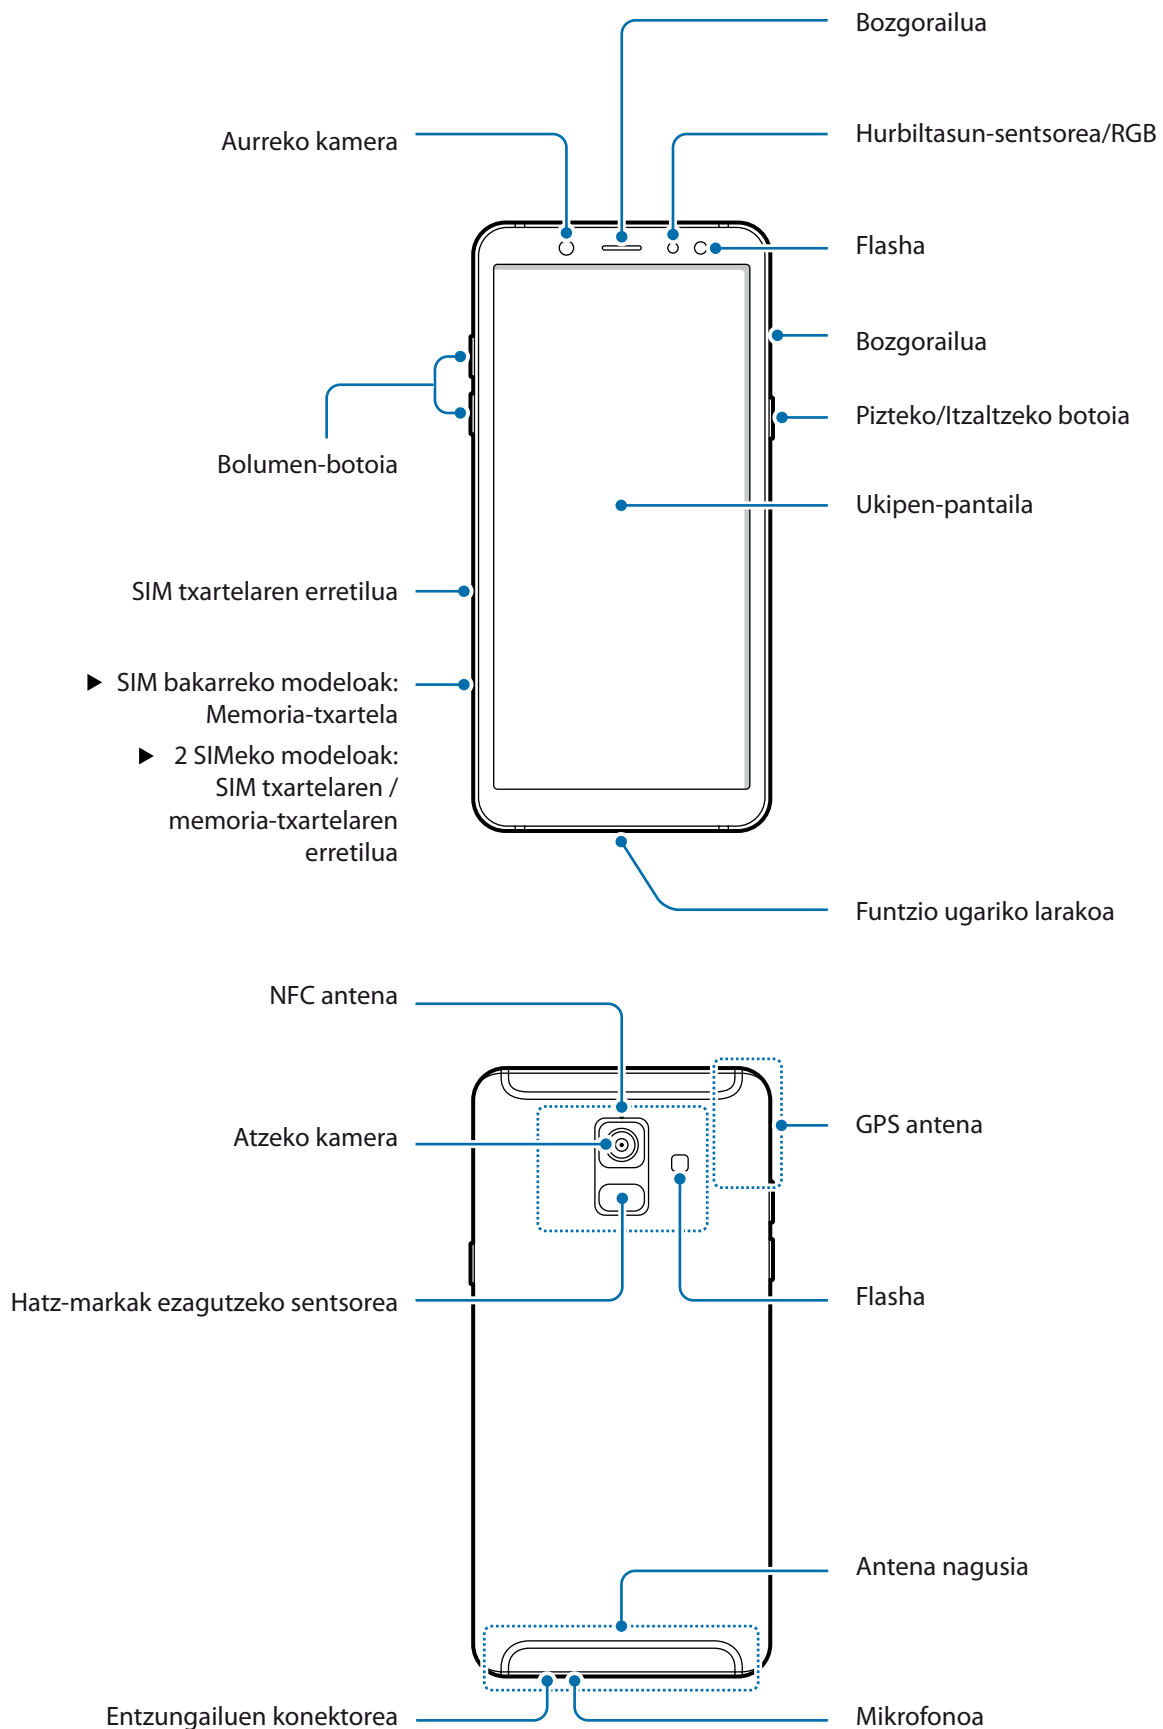 Bozgorailua
Aurreko kamera
Hurbiltasun-sentsorea/RGB
Flasha
Bozgorailua
Pizteko/Itzaltzeko botoia
Bolumen-botoia
Ukipen-pantaila
SIM txartelaren erretilua
▶ SIM bakarreko modeloak:
Memoria-txartela
▶ 2 SIMeko modeloak:
SIM txartelaren /
memoria-txartelaren
erretilua
Funtzio ugariko larakoa
NFC antena
GPS antena
Atzeko kamera
Hatz-markak ezagutzeko sentsorea
Flasha
Antena nagusia
Entzungailuen konektorea
Mikrofonoa